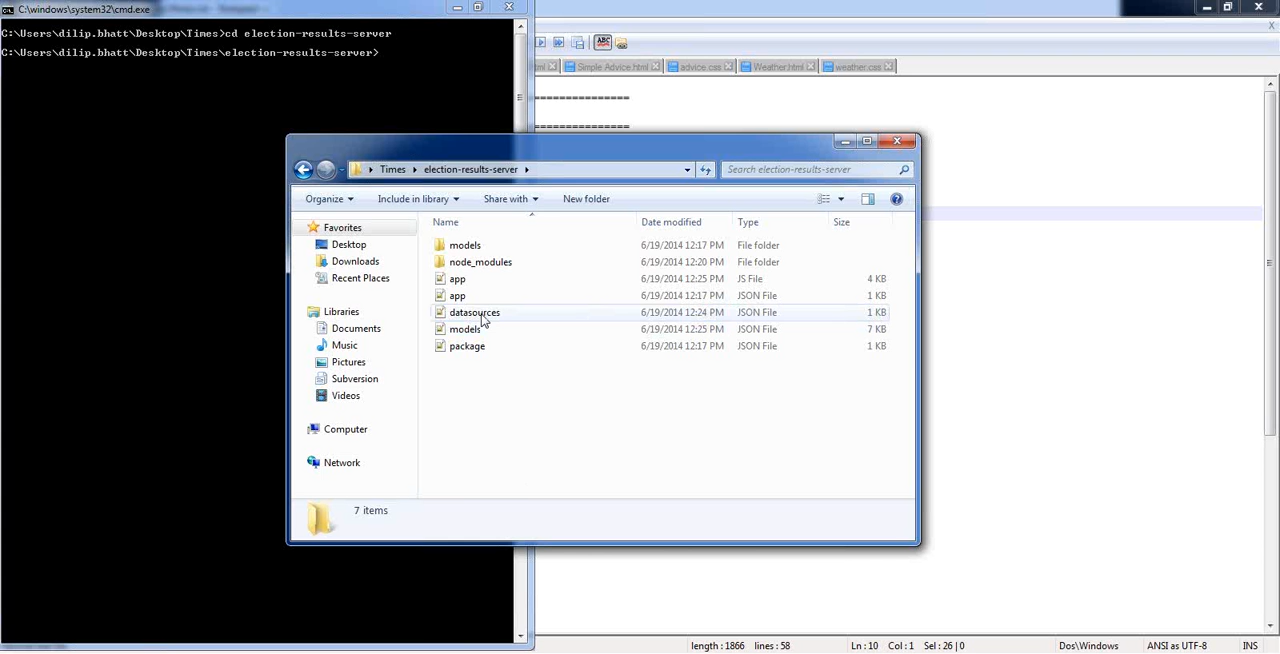 C:\windows\system32\cmd.exe
C:\Users\dilip.bhatt\Desktop\Times>cd election-results-server
C:\Users\dilip.bhatt\Desktop\Times\election-results-server>
ABC
html Simple Advice.html advice.css Weather.html weather.css
===============
===============
Times election-results-server Search election-results-server
Organize Include in library Share with New folder
Name Date modified Type Size
Favorites
Desktop
Downloads
Recent Places
Libraries
Documents
Music
Pictures
Subversion
Videos
Computer
Network
models 6/19/2014 12:17 PM File folder
node_modules 6/19/2014 12:20 PM File folder
app 6/19/2014 12:25 PM JS File 4 KB
app 6/19/2014 12:17 PM JSON File 1 KB
datasources 6/19/2014 12:24 PM JSON File 1 KB
models 6/19/2014 12:25 PM JSON File 7 KB
package 6/19/2014 12:17 PM JSON File 1 KB
7 items
length : 1866 lines : 58 Ln : 10 Col : 1 Sel : 26 | 0 Dos\Windows ANSI as UTF-8 INS